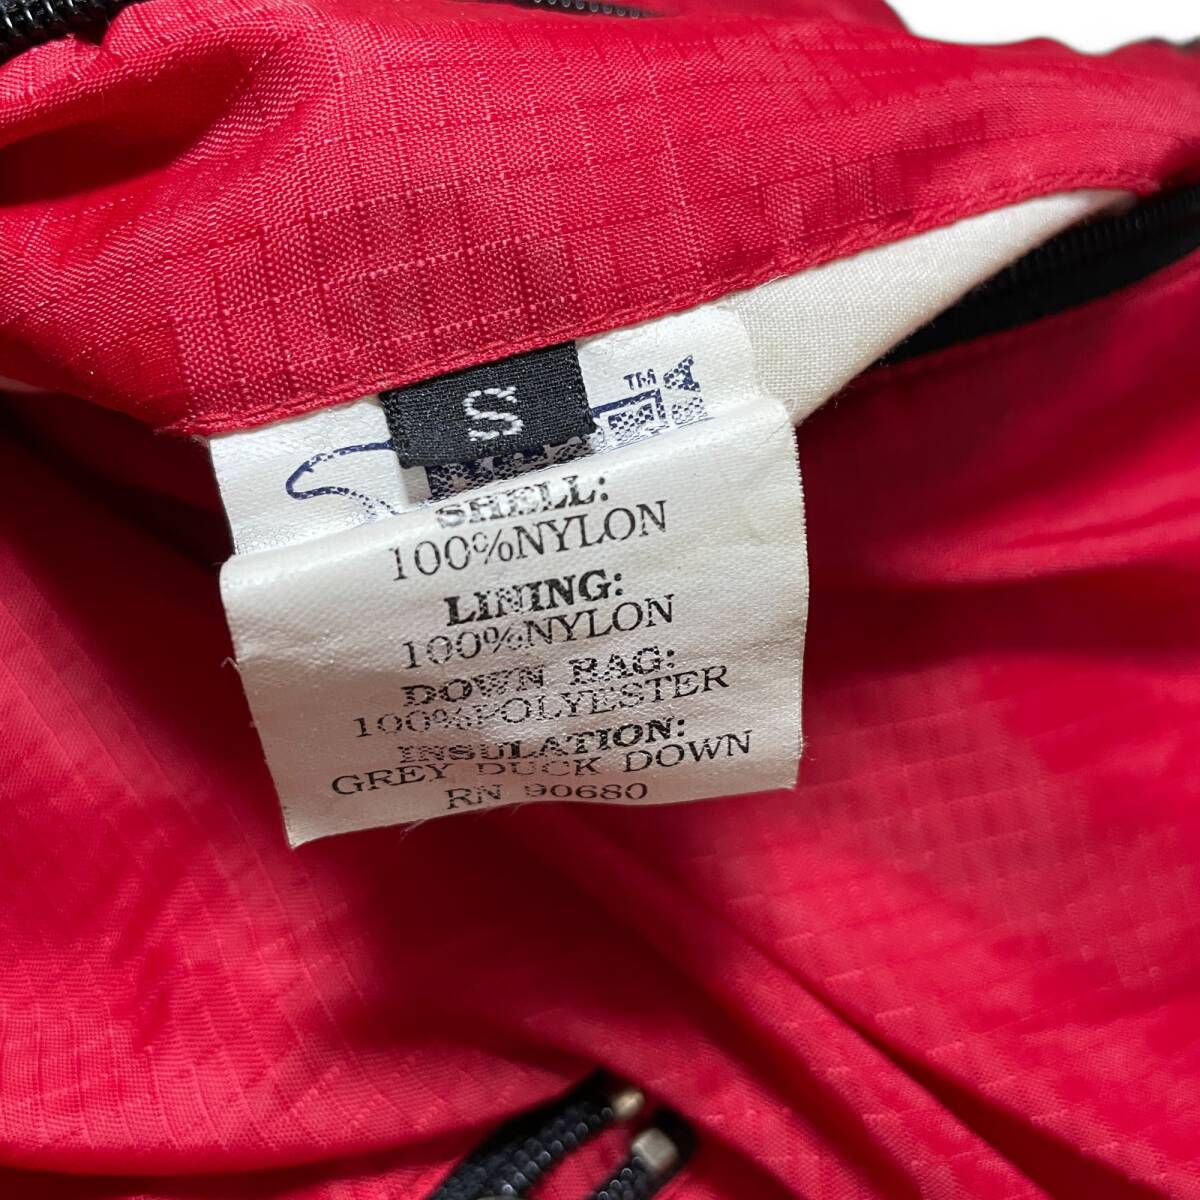 S
TM
SHELL:
100%NYLON
LINING:
100%NYLON
DOWN BAG:
100%POLYESTER
INSULATION:
GREY DUCK DOWN
RN 90680